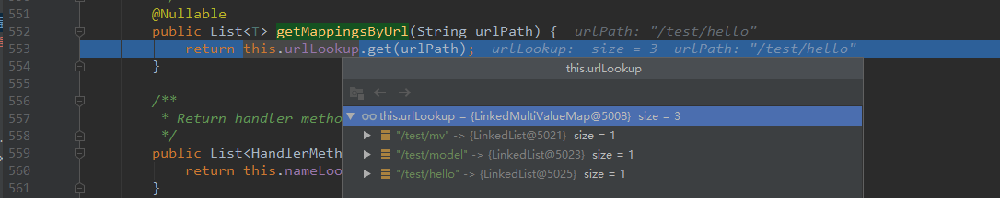 551 @Nullable
552 public List<T> getMappingsByUrl(String urlPath) { urlPath: "/test/hello"
553 return this.urlLookup.get(urlPath); urlLookup: size = 3 urlPath: "/test/hello"
554 }
this.urlLookup
555
556 /**
this.urlLookup = {LinkedMultiValueMap@5008} size = 3
557 * Return handler metho
"/test/mv" -> {LinkedList@5021} size = 1
558 */
"/test/model" -> {LinkedList@5023} size = 1
559 public List<HandlerMeth
"/test/hello" -> {LinkedList@5025} size = 1
560 return this.nameLoo
561 }